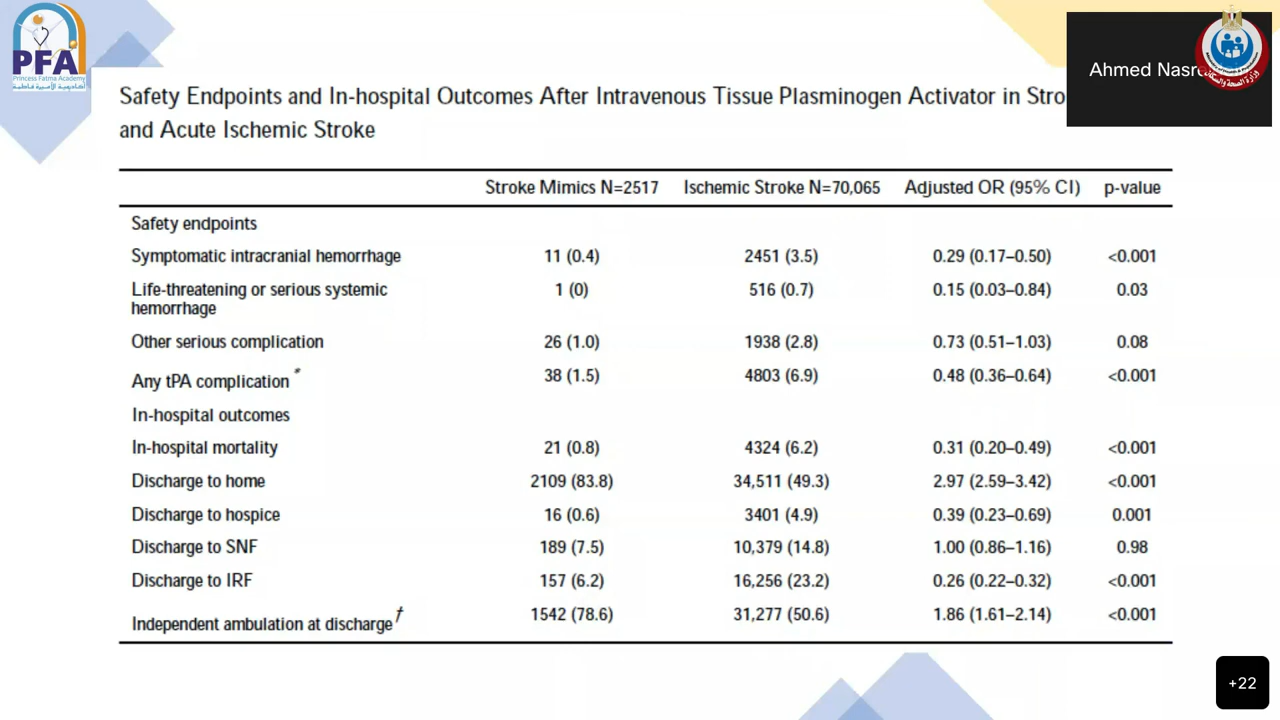 PFA
Princess Fatma Academy
أكاديمية الأميرة فاطمة
Ahmed Nasr
Safety Endpoints and In-hospital Outcomes After Intravenous Tissue Plasminogen Activator in Stro
and Acute Ischemic Stroke
Stroke Mimics N=2517 Ischemic Stroke N=70,065 Adjusted OR (95% CI) p-value
Safety endpoints
Symptomatic intracranial hemorrhage 11 (0.4) 2451 (3.5) 0.29 (0.17–0.50) <0.001
Life-threatening or serious systemic 1 (0) 516 (0.7) 0.15 (0.03–0.84) 0.03
hemorrhage
Other serious complication 26 (1.0) 1938 (2.8) 0.73 (0.51–1.03) 0.08
Any tPA complication* 38 (1.5) 4803 (6.9) 0.48 (0.36–0.64) <0.001
In-hospital outcomes
In-hospital mortality 21 (0.8) 4324 (6.2) 0.31 (0.20–0.49) <0.001
Discharge to home 2109 (83.8) 34,511 (49.3) 2.97 (2.59–3.42) <0.001
Discharge to hospice 16 (0.6) 3401 (4.9) 0.39 (0.23–0.69) 0.001
Discharge to SNF 189 (7.5) 10,379 (14.8) 1.00 (0.86–1.16) 0.98
Discharge to IRF 157 (6.2) 16,256 (23.2) 0.26 (0.22–0.32) <0.001
Independent ambulation at discharge† 1542 (78.6) 31,277 (50.6) 1.86 (1.61–2.14) <0.001
+22